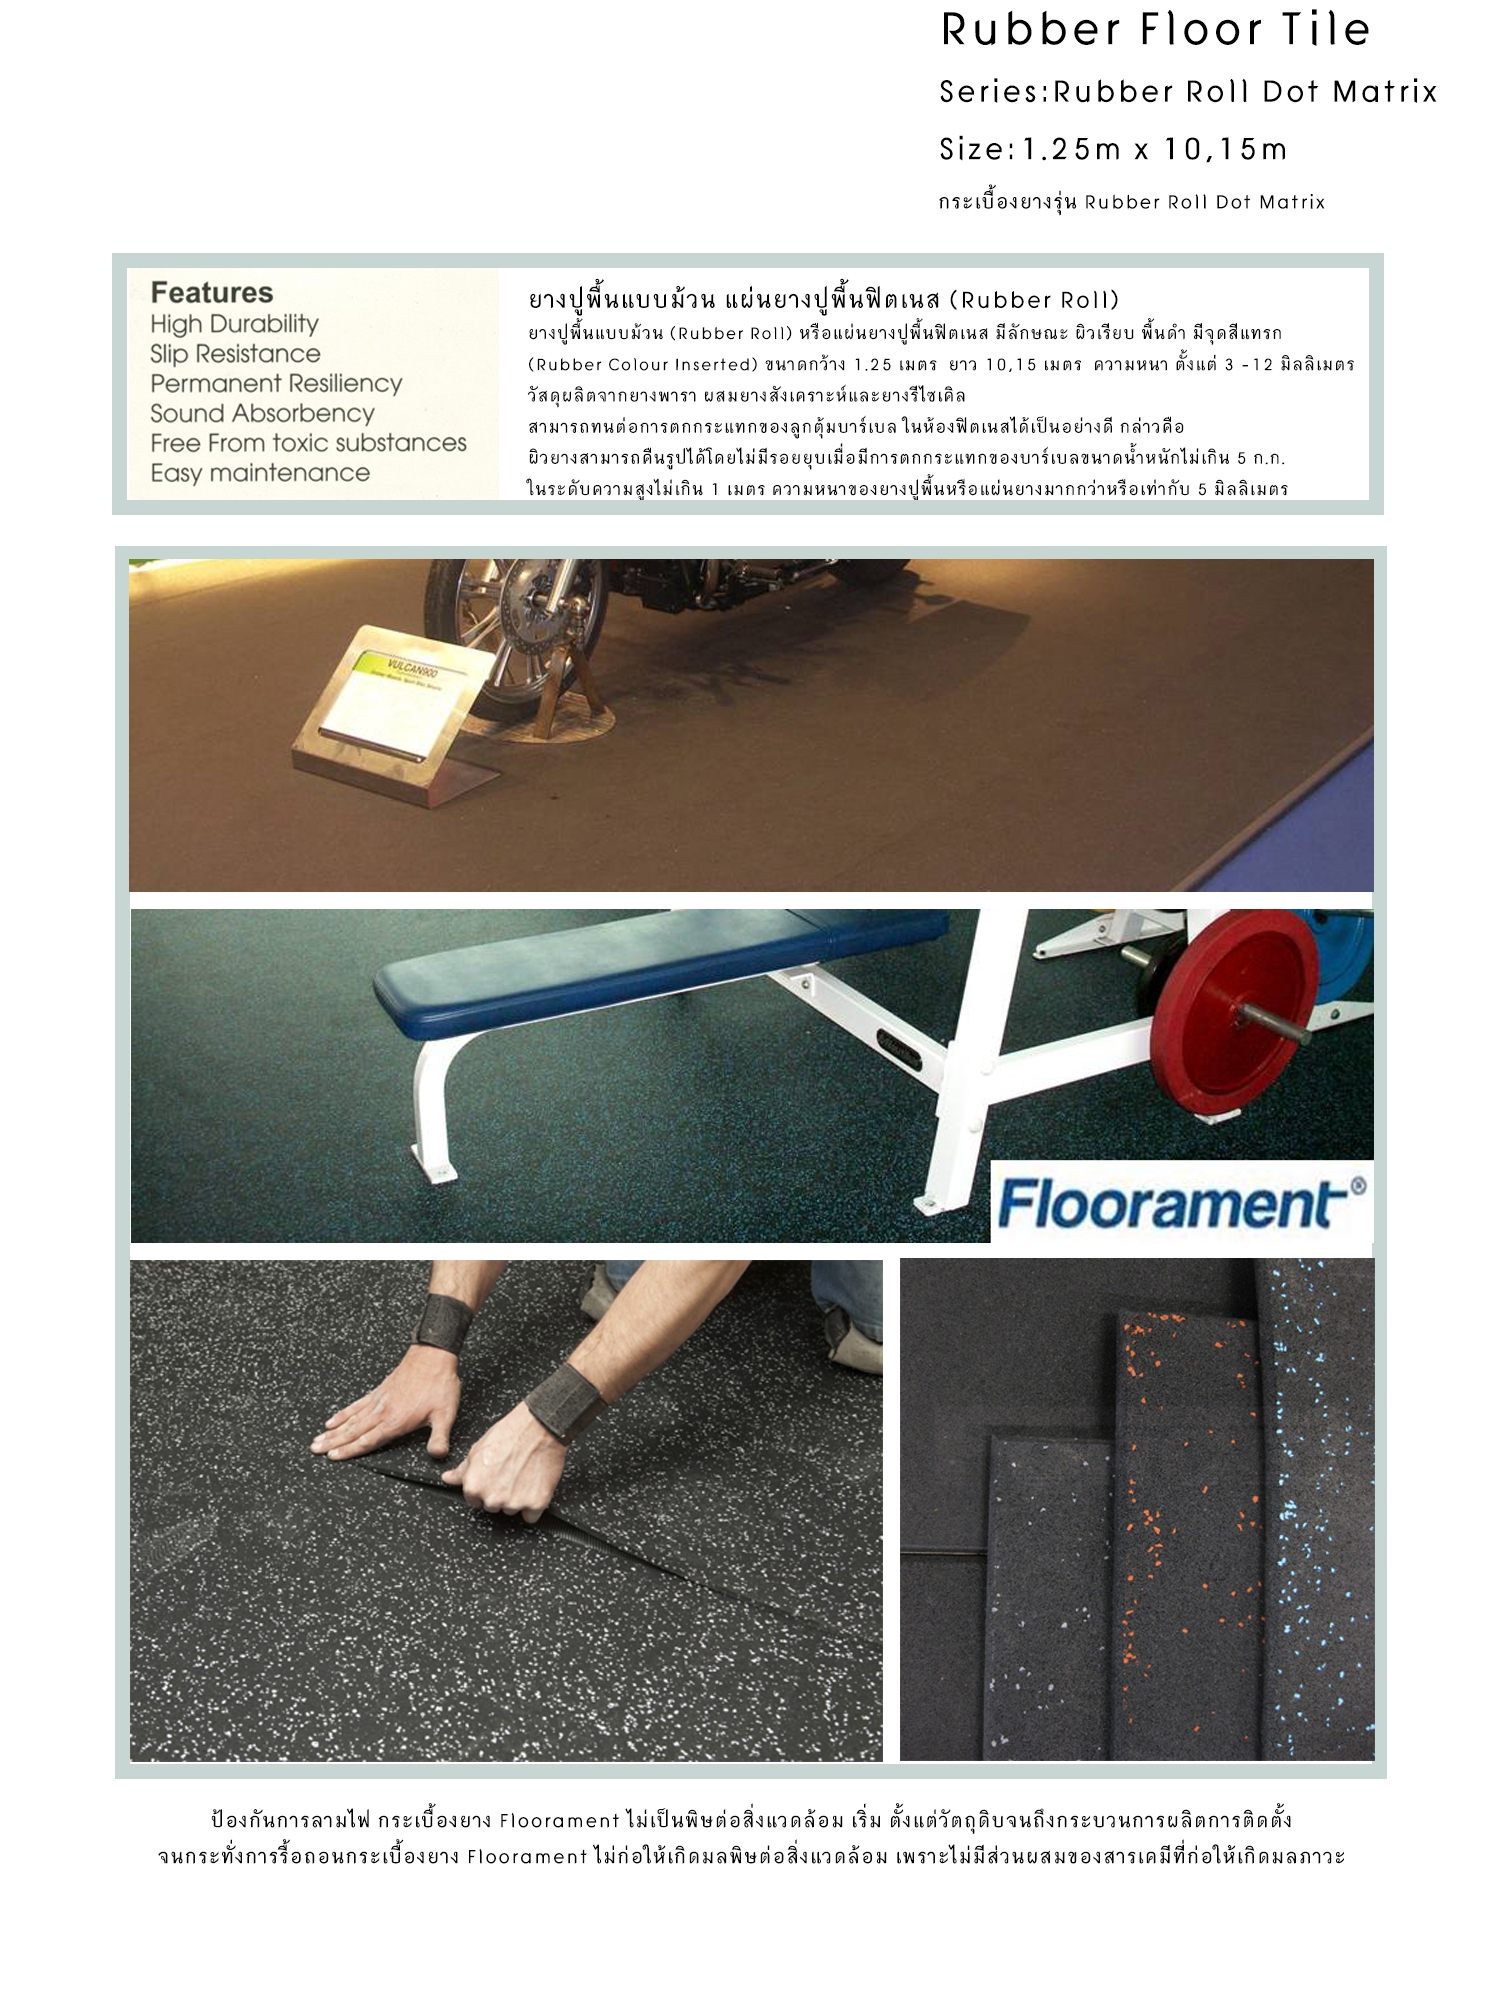 Rubber Floor Tile
Series:Rubber Roll Dot Matrix
Size:1.25m x 10,15m
กระเบื้องยางรุ่น Rubber Roll Dot Matrix
Features
High Durability
Slip Resistance
Permanent Resiliency
Sound Absorbency
Free From toxic substances
Easy maintenance
ยางปูพื้นแบบม้วน แผ่นยางปูพื้นฟิตเนส (Rubber Roll)
ยางปูพื้นแบบม้วน (Rubber Roll) หรือแผ่นยางปูพื้นฟิตเนส มีลักษณะ ผิวเรียบ พื้นดำ มีจุดสีแทรก
(Rubber Colour Inserted) ขนาดกว้าง 1.25 เมตร ยาว 10,15 เมตร ความหนา ตั้งแต่ 3 -12 มิลลิเมตร
วัสดุผลิตจากยางพารา ผสมยางสังเคราะห์และยางรีไซเคิล
สามารถทนต่อการตกกระแทกของลูกตุ้มบาร์เบล ในห้องฟิตเนสได้เป็นอย่างดี กล่าวคือ
ผิวยางสามารถคืนรูปได้โดยไม่มีรอยยุบเมื่อมีการตกกระแทกของบาร์เบลขนาดน้ำหนักไม่เกิน 5 ก.ก.
ในระดับความสูงไม่เกิน 1 เมตร ความหนาของยางปูพื้นหรือแผ่นยางมากกว่าหรือเท่ากับ 5 มิลลิเมตร
VULCAN900
Floorament®
ป้องกันการลามไฟ กระเบื้องยาง Floorament ไม่เป็นพิษต่อสิ่งแวดล้อม เริ่ม ตั้งแต่วัตถุดิบจนถึงกระบวนการผลิตการติดตั้ง
จนกระทั่งการรื้อถอนกระเบื้องยาง Floorament ไม่ก่อให้เกิดมลพิษต่อสิ่งแวดล้อม เพราะไม่มีส่วนผสมของสารเคมีที่ก่อให้เกิดมลภาวะ